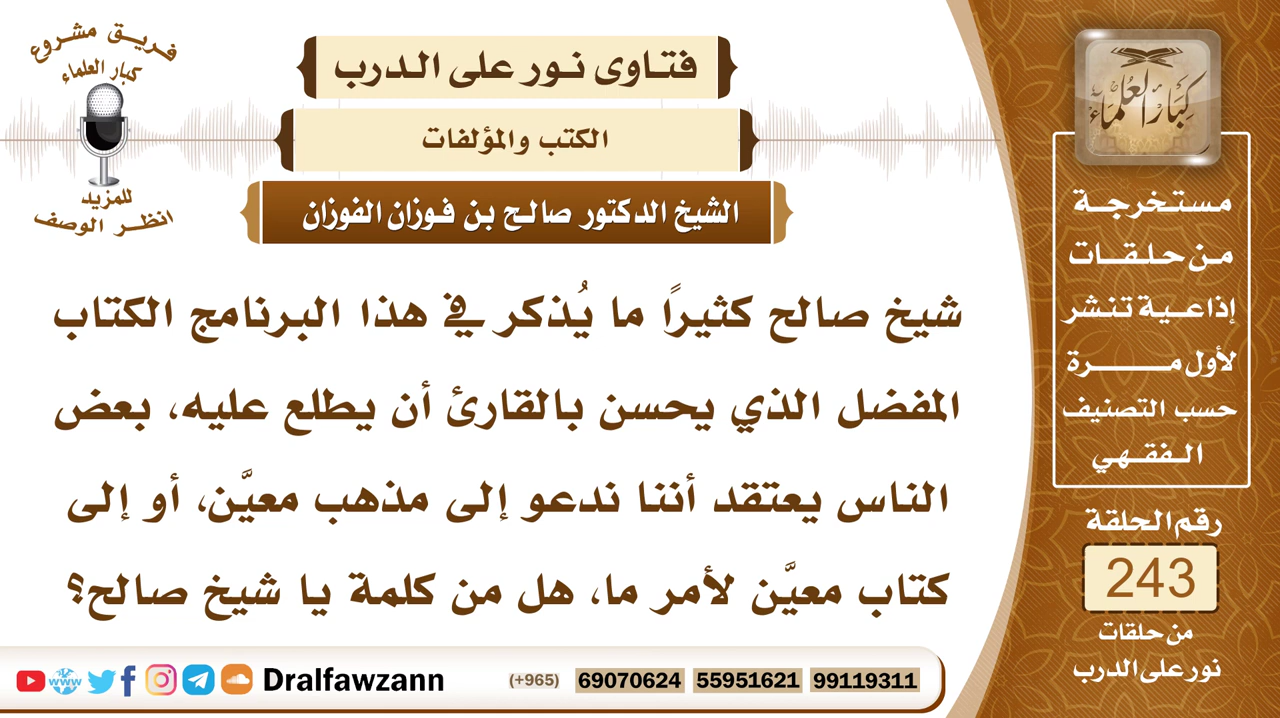 فريق مشروع
كبار العلماء
للمزيد
انظر الوصف
فتاوى نور على الدرب
الكتب والمؤلفات
الشيخ الدكتور صالح بن فوزان الفوزان
شيخ صالح كثيرًا ما يُذكر في هذا البرنامج الكتاب
المفضل الذي يحسن بالقارئ أن يطلع عليه، بعض
الناس يعتقد أننا ندعو إلى مذهب معيَّن، أو إلى
كتاب معيَّن لأمر ما، هل من كلمة يا شيخ صالح؟
كبار العلماء
مستخرجة
من حلقات
إذاعية تنشر
لأول مرة
حسب التصنيف
الفقهي
رقم الحلقة
243
من حلقات
نور على الدرب
www Dralfawzann (+965) 69070624 55951621 99119311